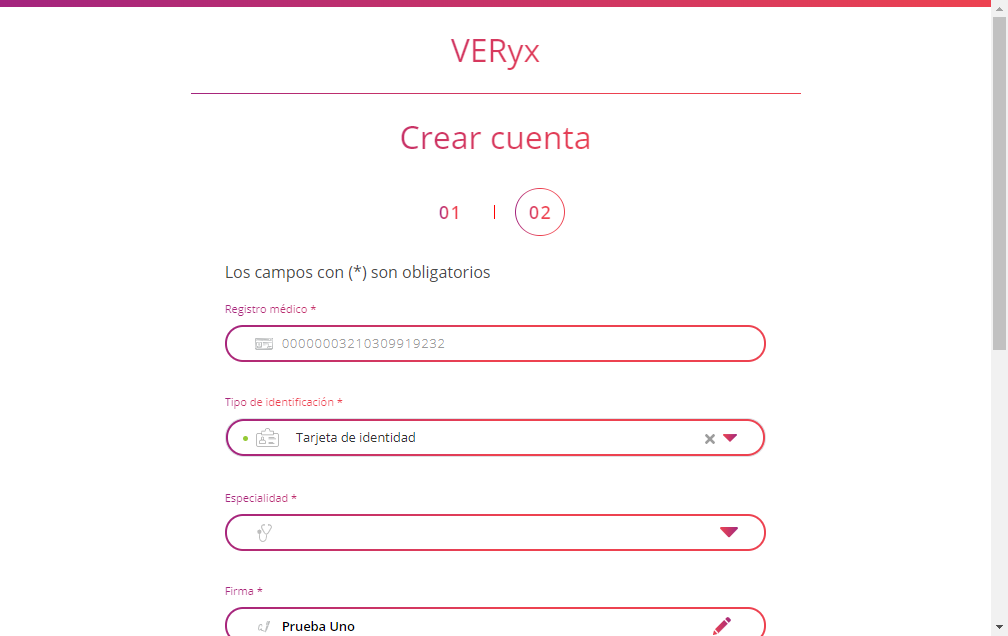 VERyx
Crear cuenta
01 | 02
Los campos con (*) son obligatorios
Registro médico *
00000003210309919232
Tipo de identificación *
Tarjeta de identidad
Especialidad *
Firma *
Prueba Uno